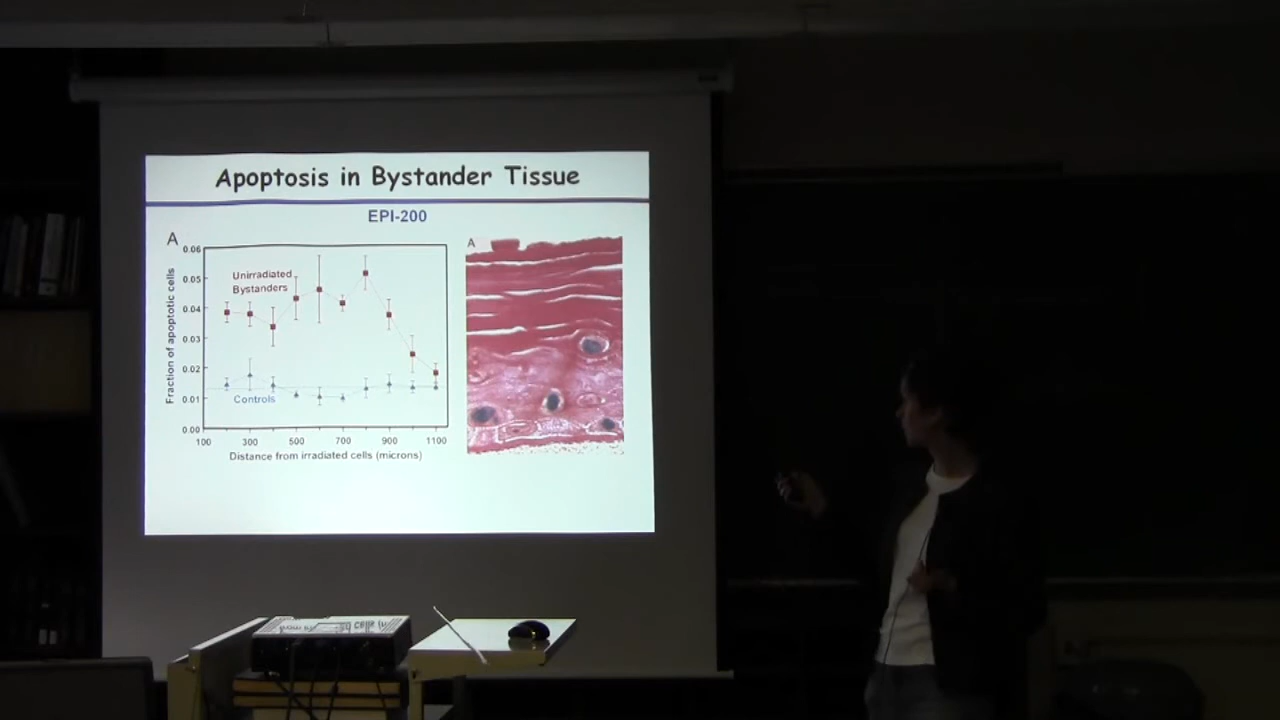 Apoptosis in Bystander Tissue
EPI-200
A
0.06
0.05
0.04
0.03
0.02
0.01
0.00
Fraction of apoptotic cells
Unirradiated
Bystanders
Controls
100
300
500
700
900
1100
Distance from irradiated cells (microns)
A